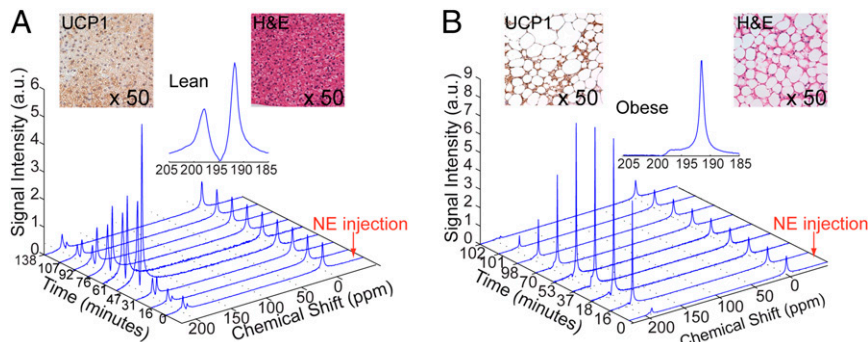 A
UCP1
x 50
H&E
x 50
Lean
205 200 195 190 185
Signal Intensity (a.u.)
6
5
4
3
2
1
0
NE injection
138 107 92 76 61 47 31 16 0
Time (minutes)
200 150 100 50 0
Chemical Shift (ppm)
B
UCP1
x 50
H&E
x 50
Obese
205 200 195 190 185
Signal Intensity (a.u.)
9
8
7
6
5
4
3
2
1
0
NE injection
102 101 98 70 53 37 18 16 0
Time (minutes)
200 150 100 50 0
Chemical Shift (ppm)